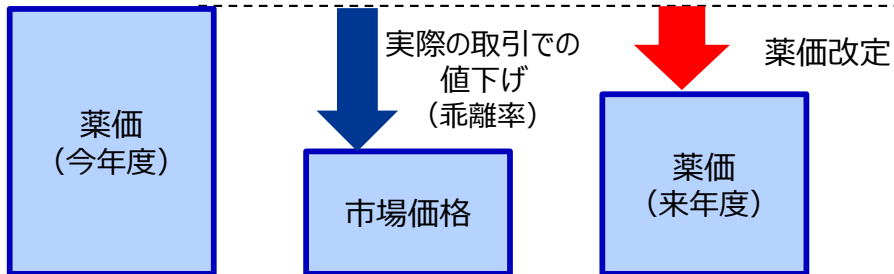 薬価
（今年度）
実際の取引での
値下げ
（乖離率）
市場価格
薬価改定
薬価
（来年度）